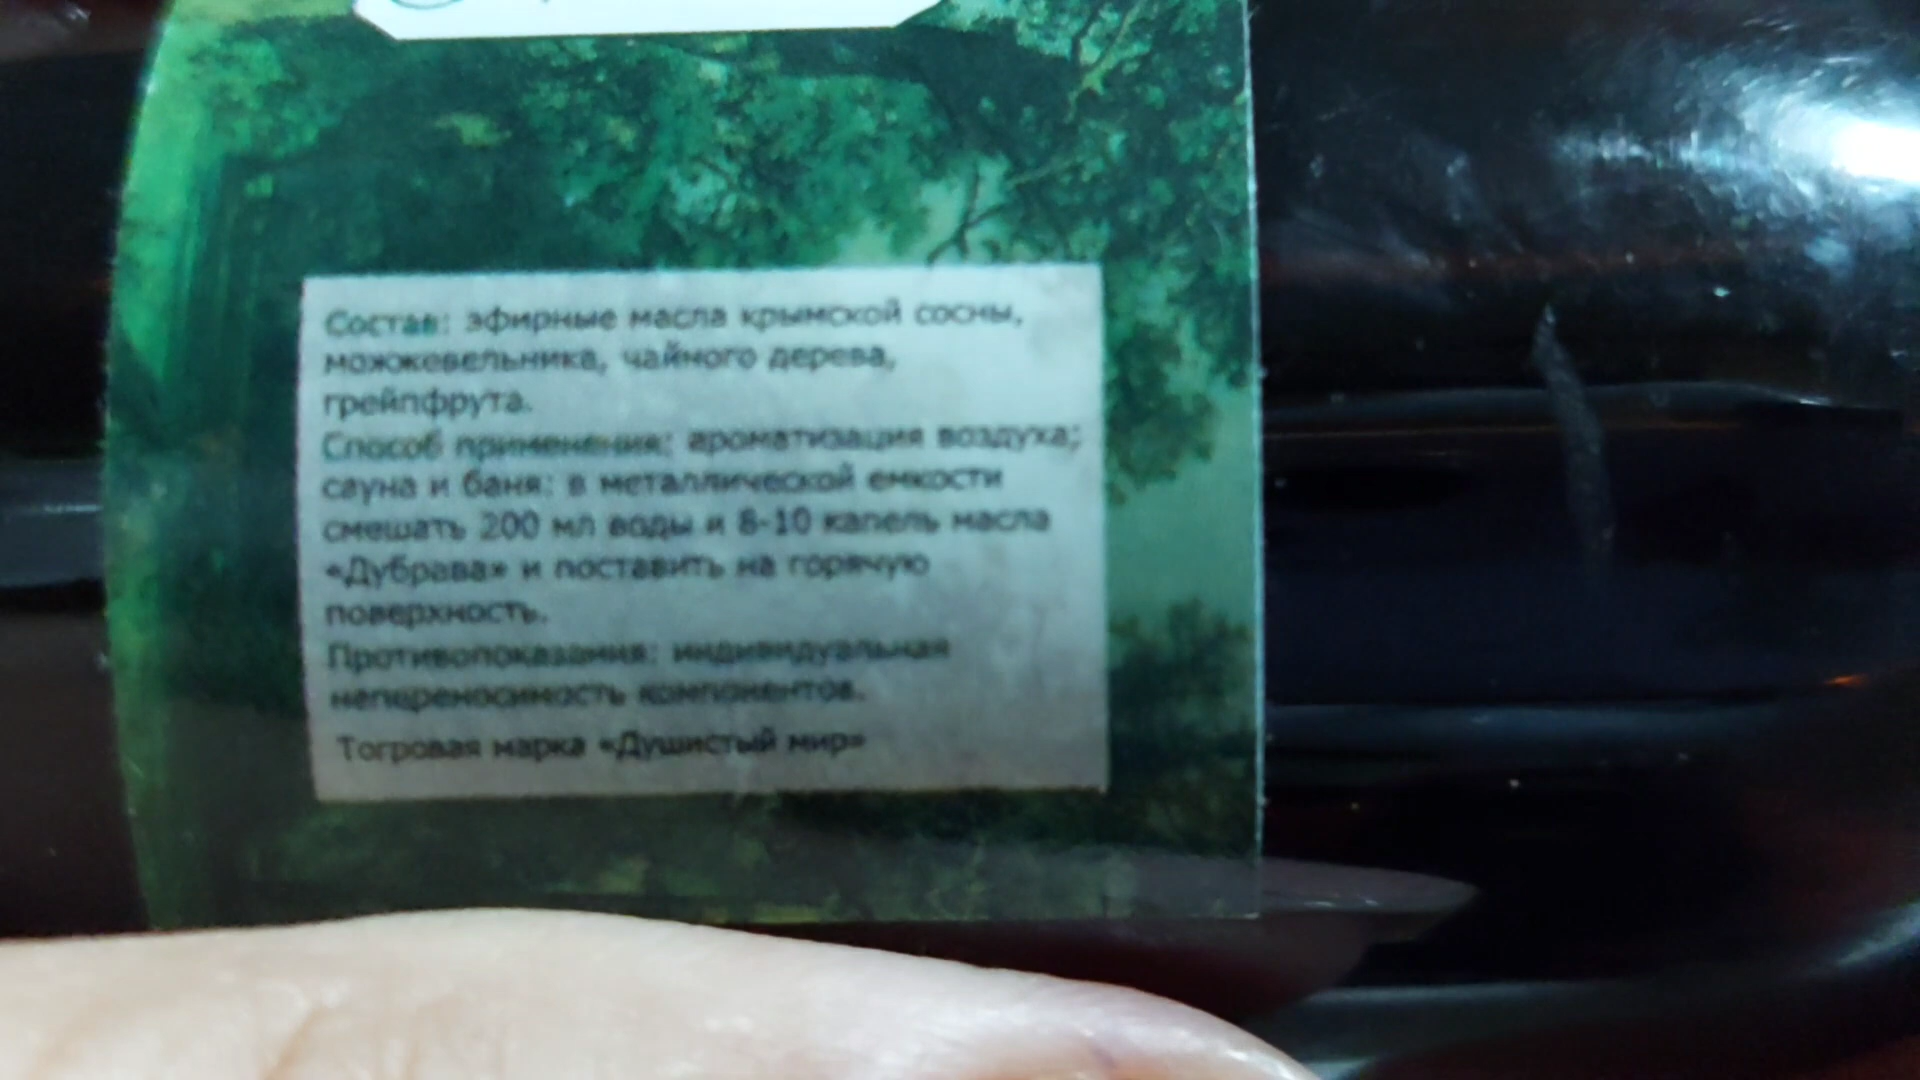 Состав: эфирные масла крымской сосны,
можжевельника, чайного дерева,
грейпфрута.
Способ применения: ароматизация воздуха;
сауна и баня: в металлической емкости
смешать 200 мл воды и 8-10 капель масла
«Дубрава» и поставить на горячую
поверхность.
Противопоказания: индивидуальная
непереносимость компонентов.
Тогровая марка «Душистый мир»